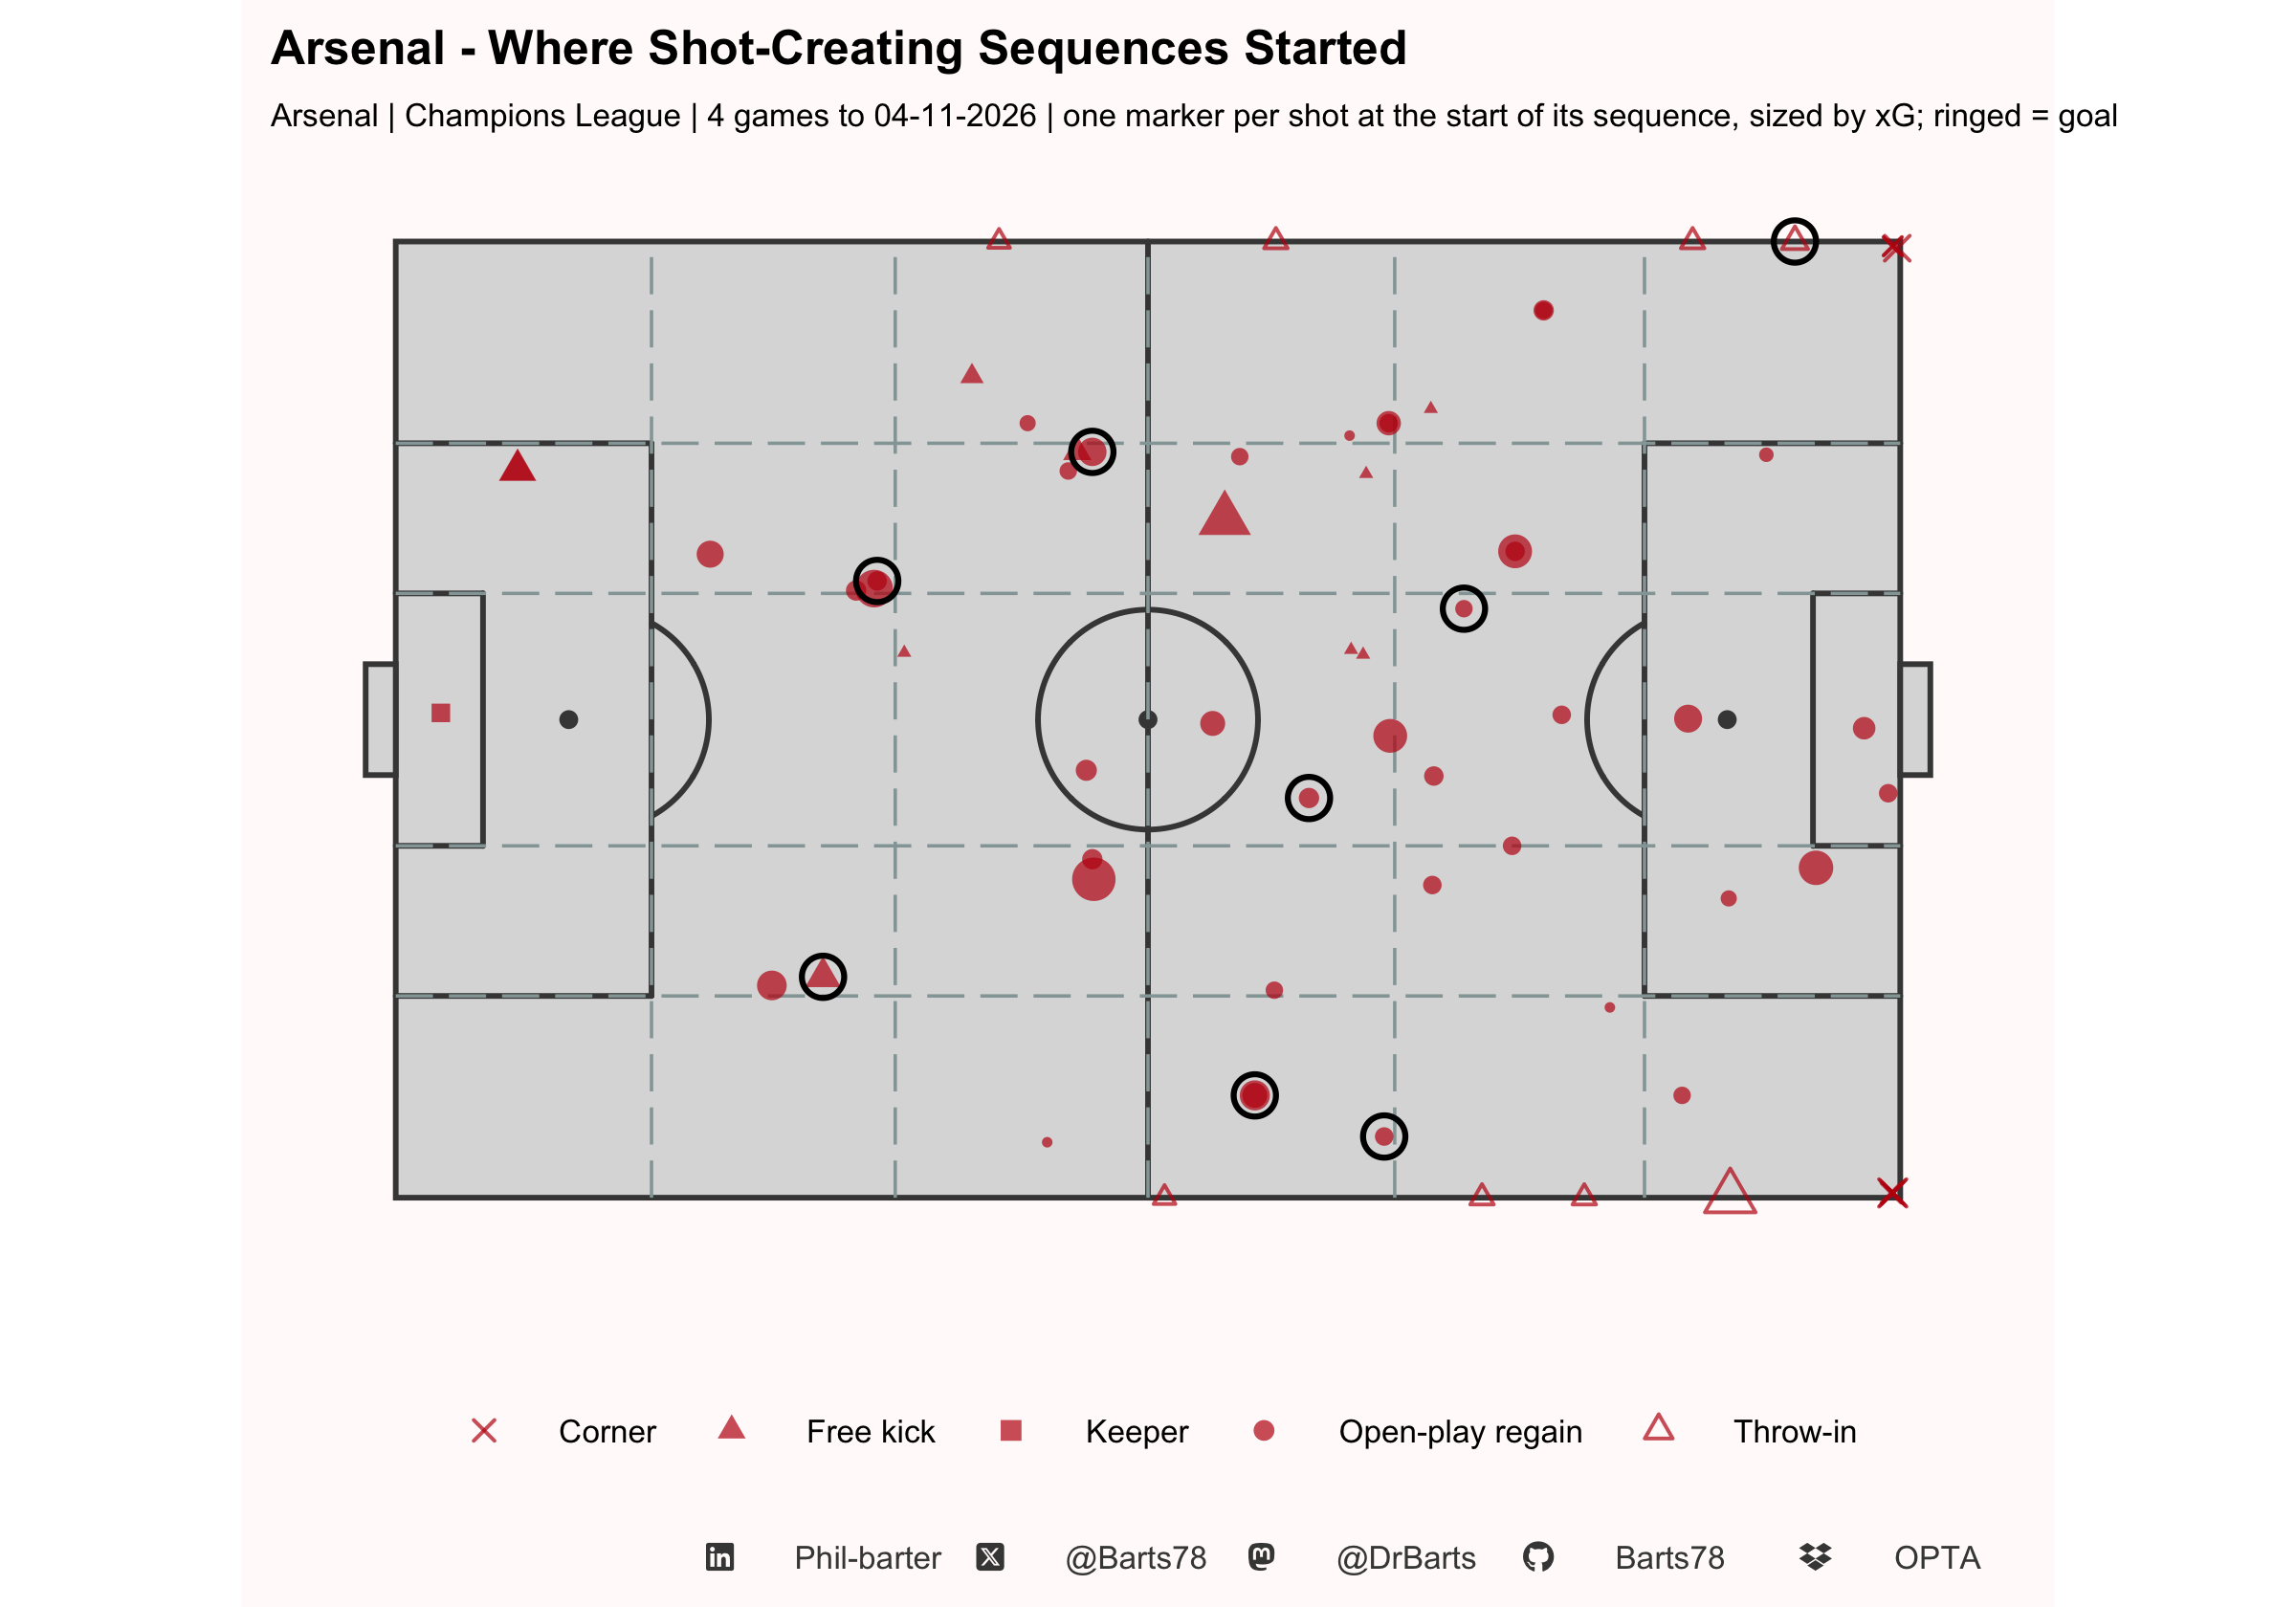 Arsenal - Where Shot-Creating Sequences Started
Arsenal | Champions League | 4 games to 04-11-2026 | one marker per shot at the start of its sequence, sized by xG; ringed = goal
Corner Free kick Keeper Open-play regain Throw-in
Phil-barter @Barts78 @DrBarts Barts78 OPTA